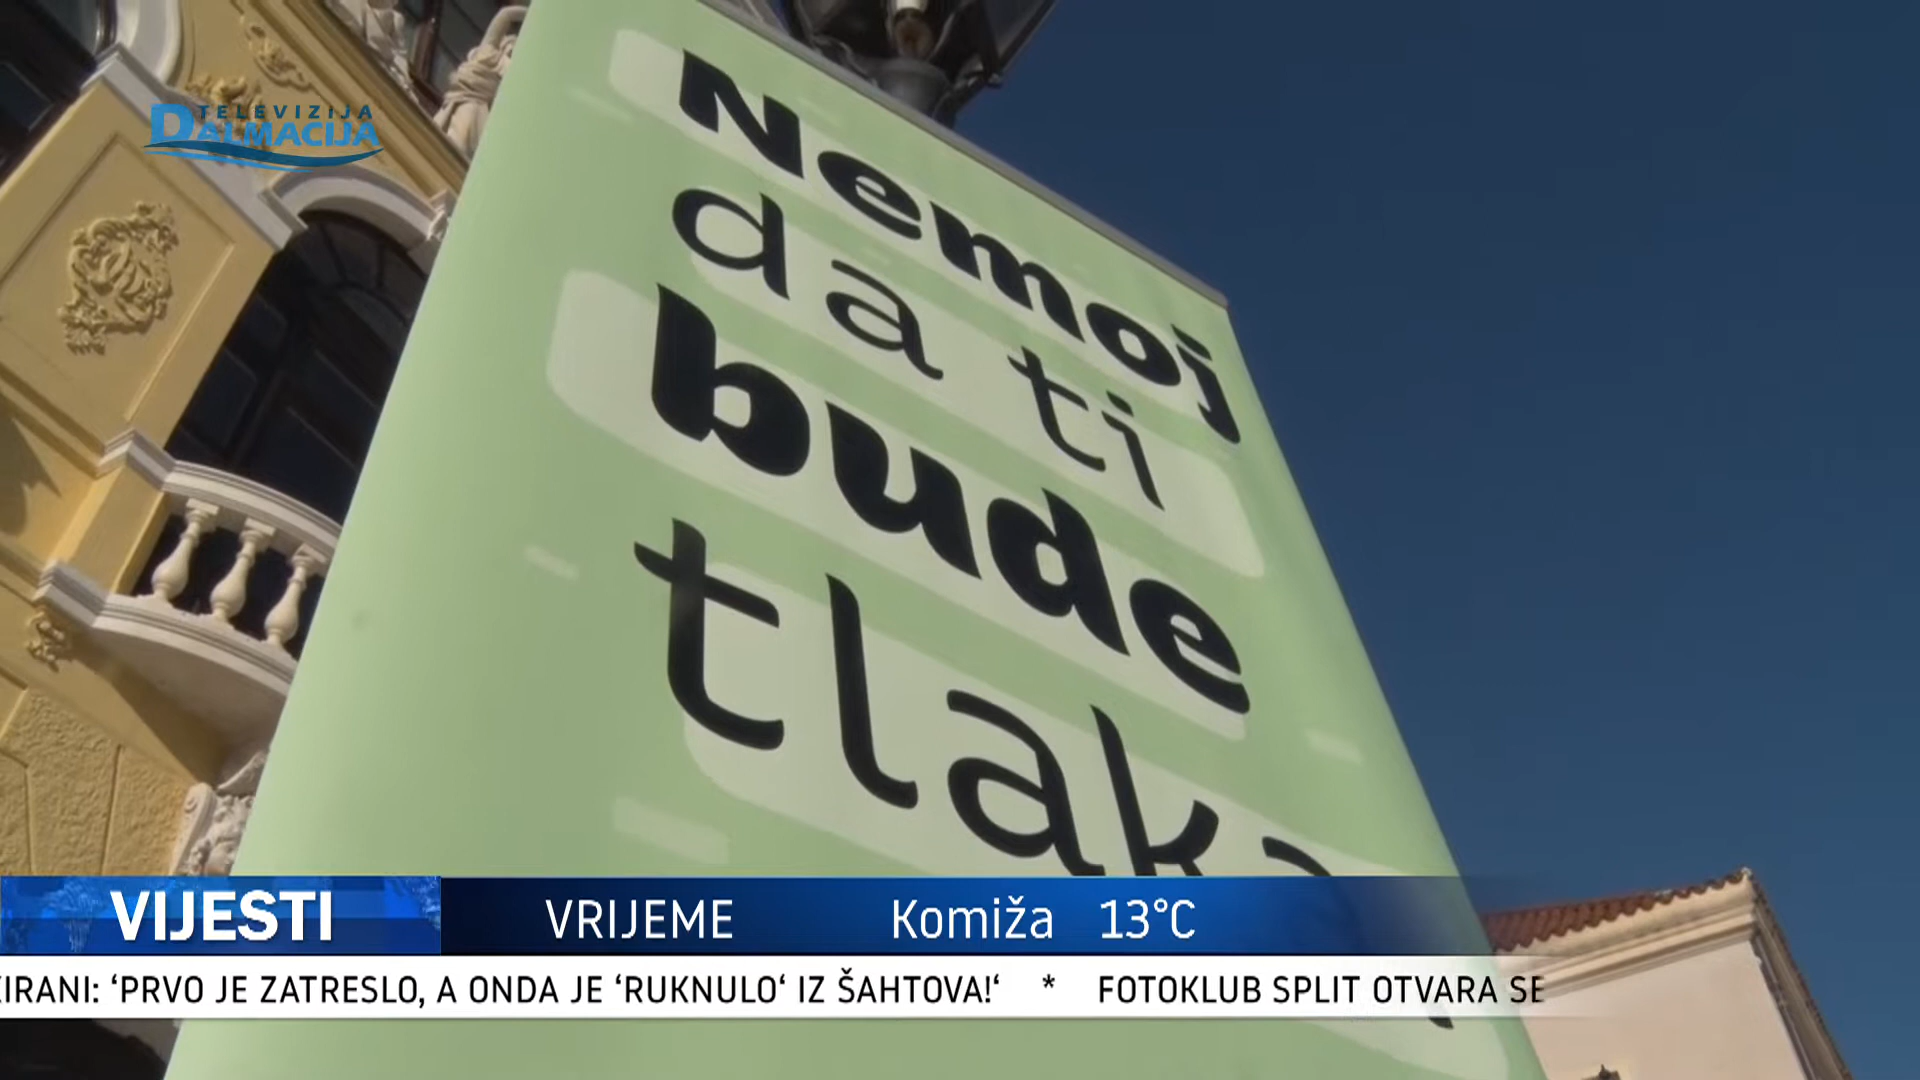 TELEVIZIJA
DALMACIJA
Nemoj
da ti
bude
tlaka
VIJESTI
VRIJEME Komiža 13°C
IRANI: ‘PRVO JE ZATRESLO, A ONDA JE ‘RUKNULO‘ IZ ŠAHTOVA!‘ * FOTOKLUB SPLIT OTVARA SE